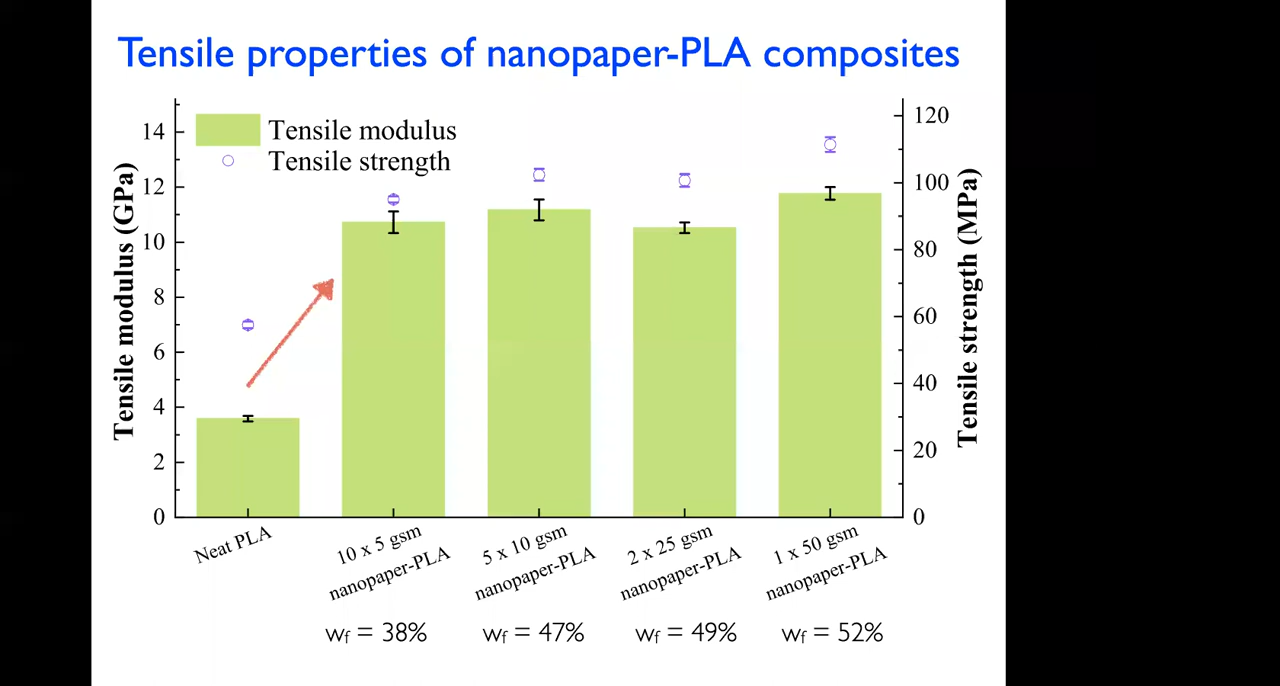 Tensile properties of nanopaper-PLA composites
Tensile modulus
Tensile strength
Tensile modulus (GPa)
14
12
10
8
6
4
2
0
120
100
80
60
40
20
0
Tensile strength (MPa)
Neat PLA
10 x 5 gsm
nanopaper-PLA
5 x 10 gsm
nanopaper-PLA
2 x 25 gsm
nanopaper-PLA
1 x 50 gsm
nanopaper-PLA
wf = 38%
wf = 47%
wf = 49%
wf = 52%